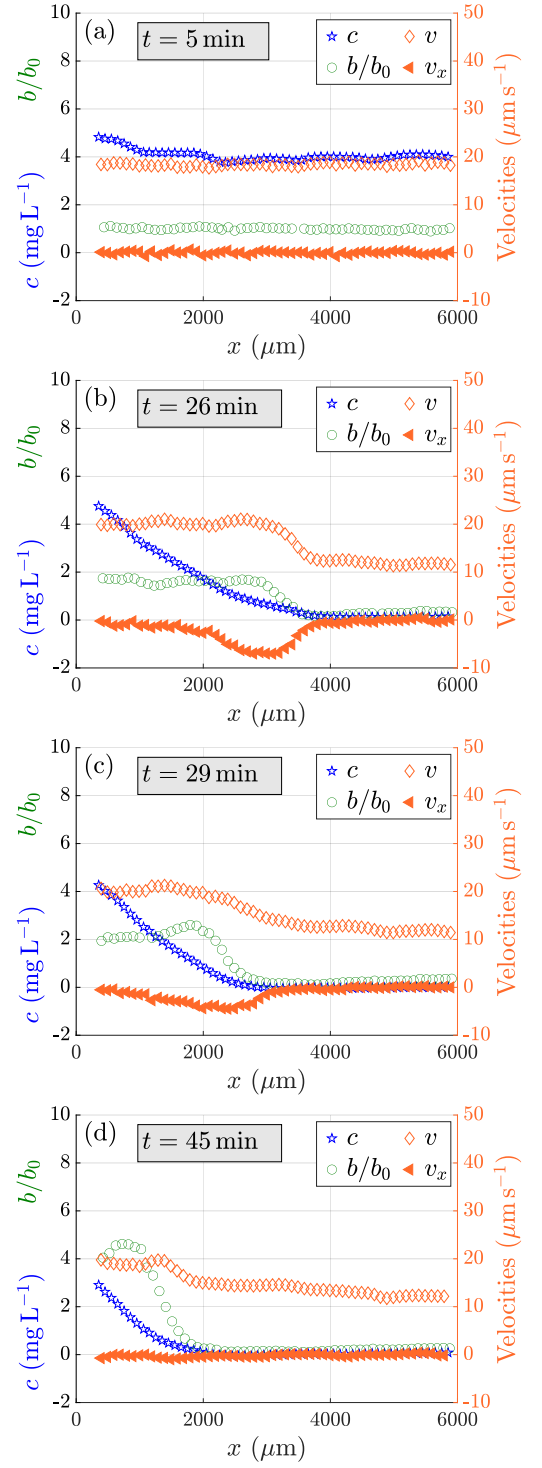 (a)
t = 5 min
c
v
b/b₀
vₓ
10
8
6
4
2
0
-2
50
40
30
20
10
0
-10
0
2000
4000
6000
x (μm)
c (mg L⁻¹)
b/b₀
Velocities (μm s⁻¹)
(b)
t = 26 min
c
v
b/b₀
vₓ
10
8
6
4
2
0
-2
50
40
30
20
10
0
-10
0
2000
4000
6000
x (μm)
c (mg L⁻¹)
b/b₀
Velocities (μm s⁻¹)
(c)
t = 29 min
c
v
b/b₀
vₓ
10
8
6
4
2
0
-2
50
40
30
20
10
0
-10
0
2000
4000
6000
x (μm)
c (mg L⁻¹)
b/b₀
Velocities (μm s⁻¹)
(d)
t = 45 min
c
v
b/b₀
vₓ
10
8
6
4
2
0
-2
50
40
30
20
10
0
-10
0
2000
4000
6000
x (μm)
c (mg L⁻¹)
b/b₀
Velocities (μm s⁻¹)